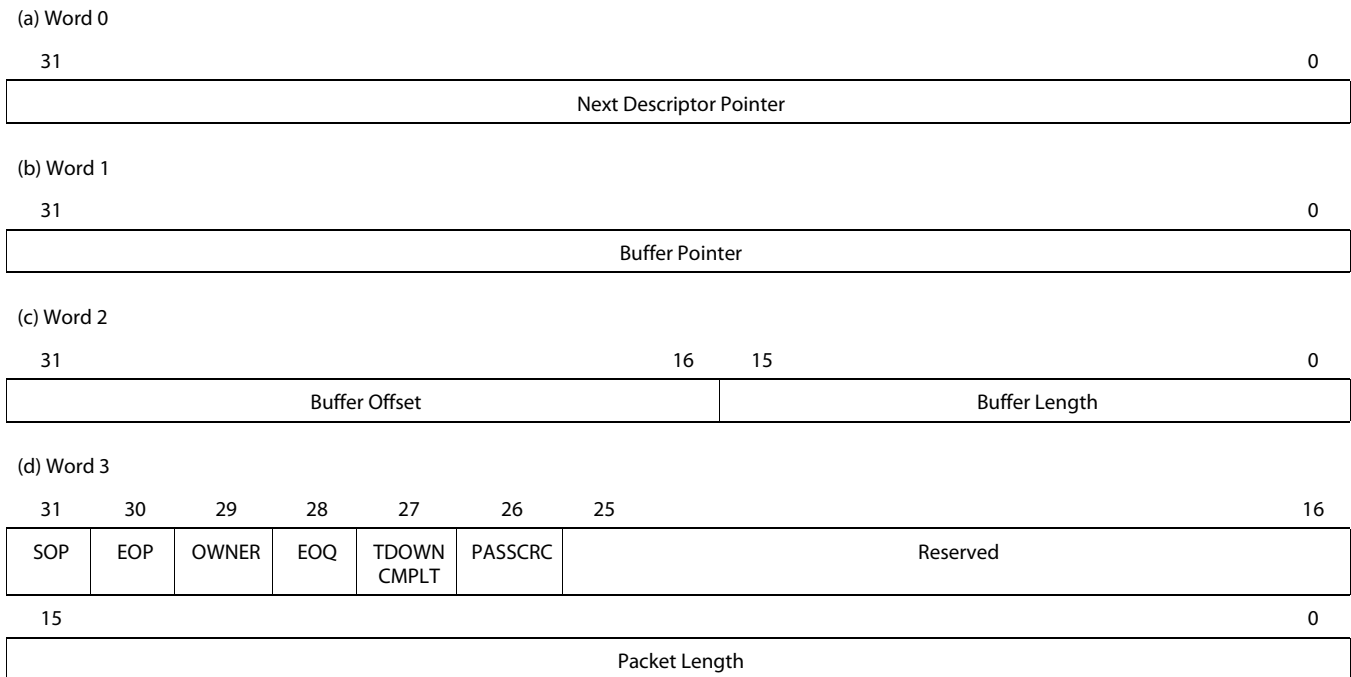 (a) Word 0
31 0
Next Descriptor Pointer
(b) Word 1
31 0
Buffer Pointer
(c) Word 2
31 16 15 0
Buffer Offset Buffer Length
(d) Word 3
31 30 29 28 27 26 25 16
SOP EOP OWNER EOQ TDOWN PASSCRC Reserved
CMPLT
15 0
Packet Length